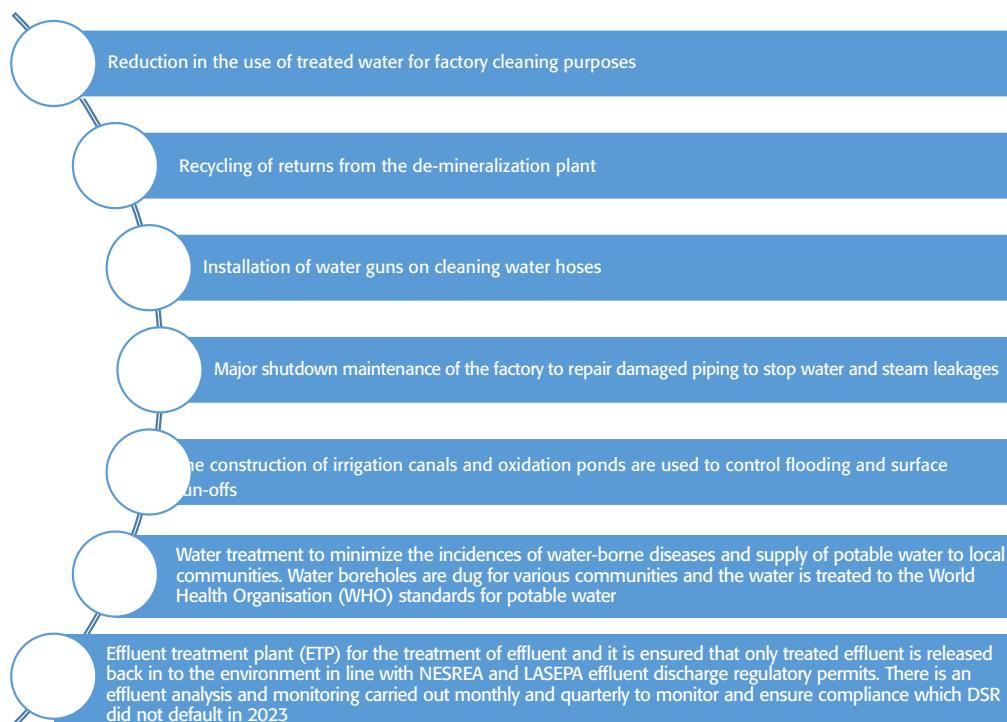 Reduction in the use of treated water for factory cleaning purposes
Recycling of returns from the de-mineralization plant
Installation of water guns on cleaning water hoses
Major shutdown maintenance of the factory to repair damaged piping to stop water and steam leakages
he construction of irrigation canals and oxidation ponds are used to control flooding and surface
un-offs
Water treatment to minimize the incidences of water-borne diseases and supply of potable water to local
communities. Water boreholes are dug for various communities and the water is treated to the World
Health Organisation (WHO) standards for potable water
Effluent treatment plant (ETP) for the treatment of effluent and it is ensured that only treated effluent is released
back in to the environment in line with NESREA and LASEPA effluent discharge regulatory permits. There is an
effluent analysis and monitoring carried out monthly and quarterly to monitor and ensure compliance which DSR
did not default in 2023